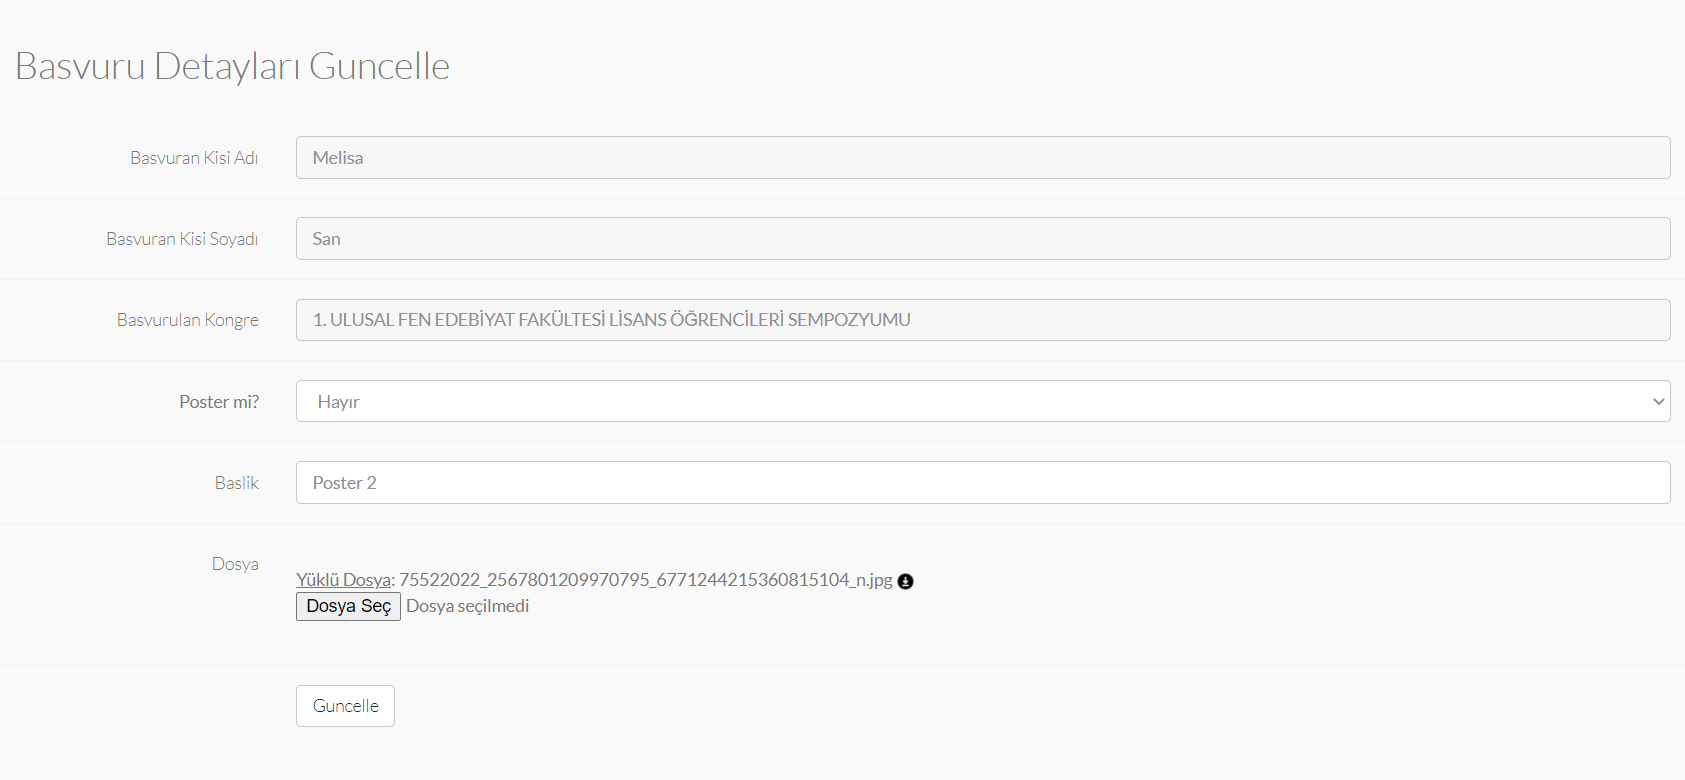 Basvuru Detayları Guncelle
Basvuran Kisi Adı
Melisa
Basvuran Kisi Soyadı
San
Basvurulan Kongre
1. ULUSAL FEN EDEBİYAT FAKÜLTESİ LİSANS ÖĞRENCİLERİ SEMPOZYUMU
Poster mi?
Hayır
Baslik
Poster 2
Dosya
Yüklü Dosya: 75522022_2567801209970795_6771244215360815104_n.jpg
Dosya Seç Dosya seçilmedi
Guncelle